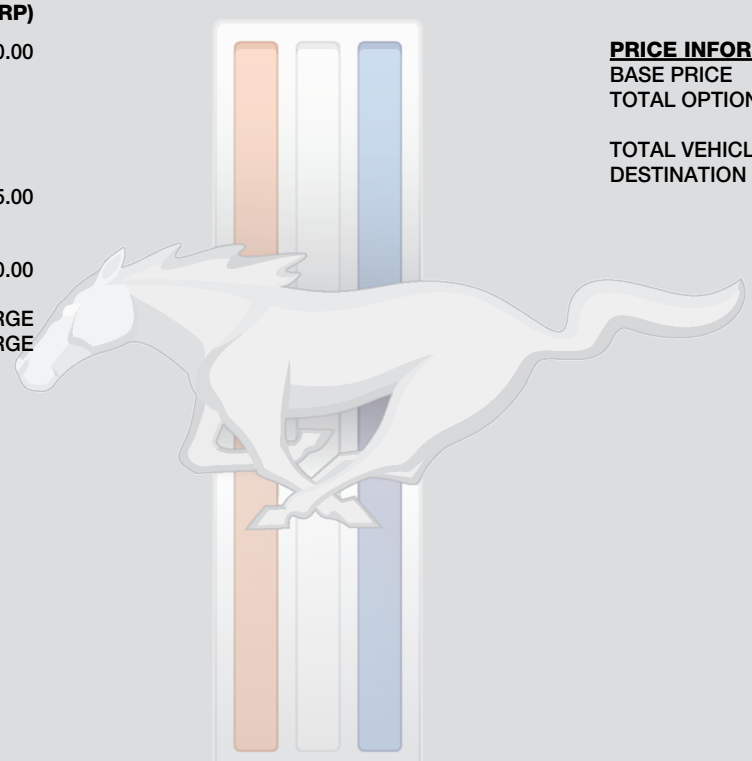 RP)
0.00
5.00
0.00
RGE
RGE
PRICE INFOR
BASE PRICE
TOTAL OPTION
TOTAL VEHICL
DESTINATION